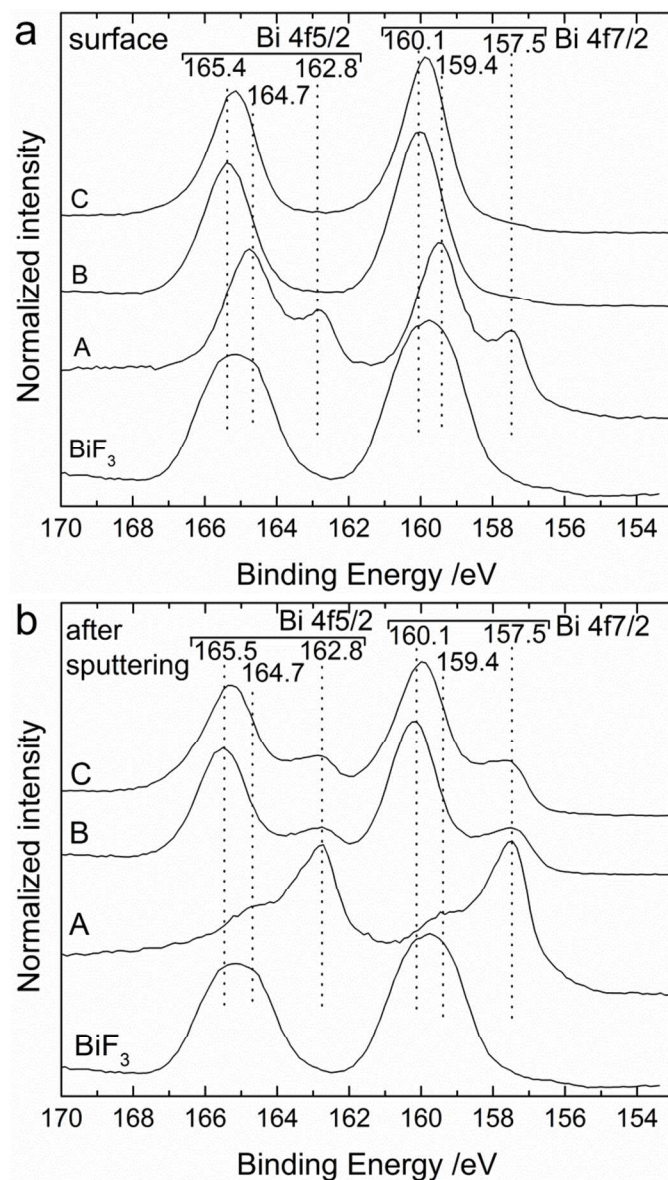 a surface Bi 4f5/2 160.1 157.5 Bi 4f7/2
165.4 162.8 159.4
164.7
C
B
A
BiF3
Normalized intensity
170 168 166 164 162 160 158 156 154
Binding Energy /eV
b after Bi 4f5/2 160.1 157.5 Bi 4f7/2
sputtering 165.5 162.8 159.4
164.7
C
B
A
BiF3
Normalized intensity
170 168 166 164 162 160 158 156 154
Binding Energy /eV